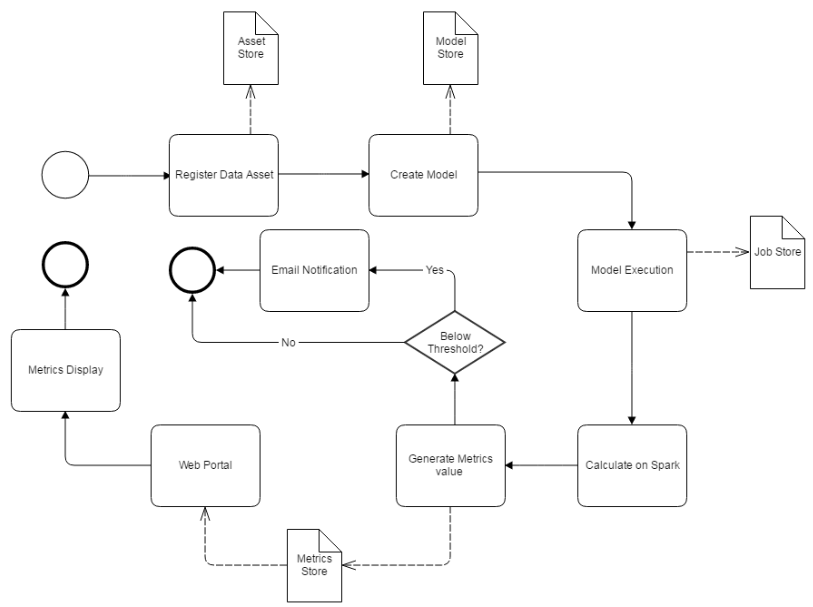 Asset
Store
Model
Store
Register Data Asset
Create Model
Email Notification
Yes
Model Execution
Job Store
No
Below
Threshold?
Metrics Display
Web Portal
Generate Metrics
value
Calculate on Spark
Metrics
Store